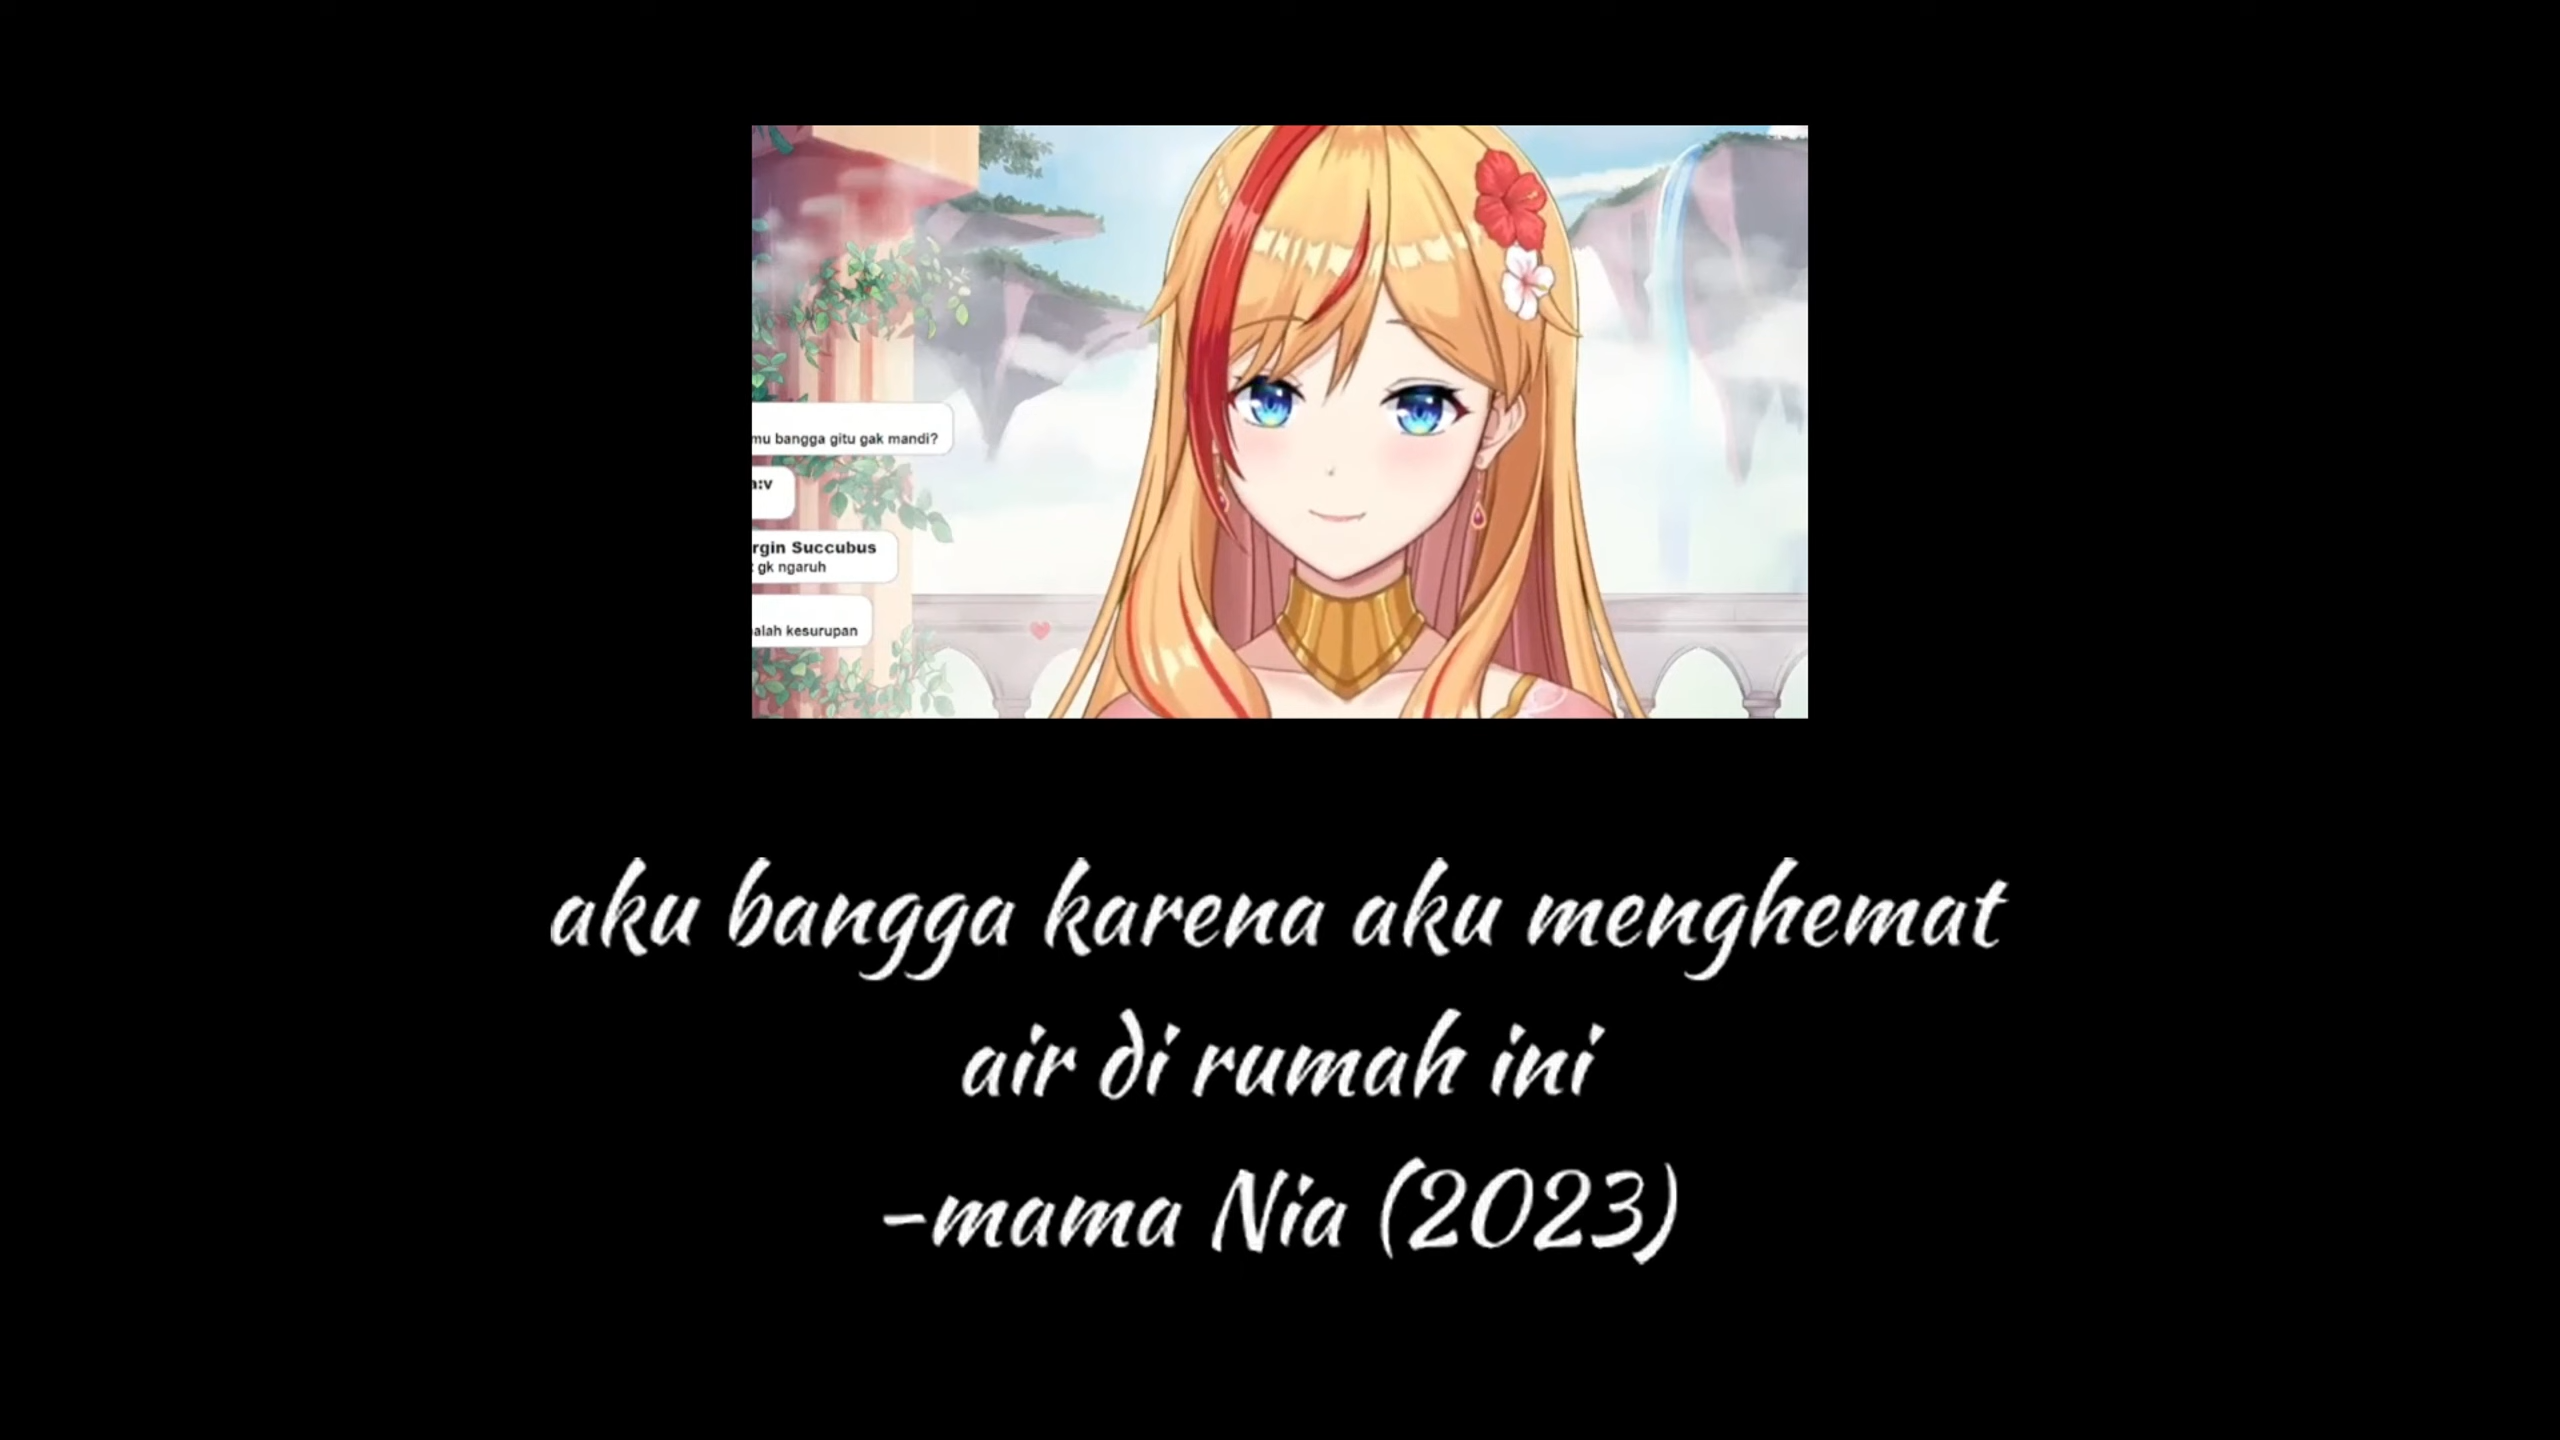 mu bangga gitu gak mandi?
a:v
rgin Succubus
gk ngaruh
alah kesurupan
aku bangga karena aku menghemat
air di rumah ini
-mama Nia (2023)